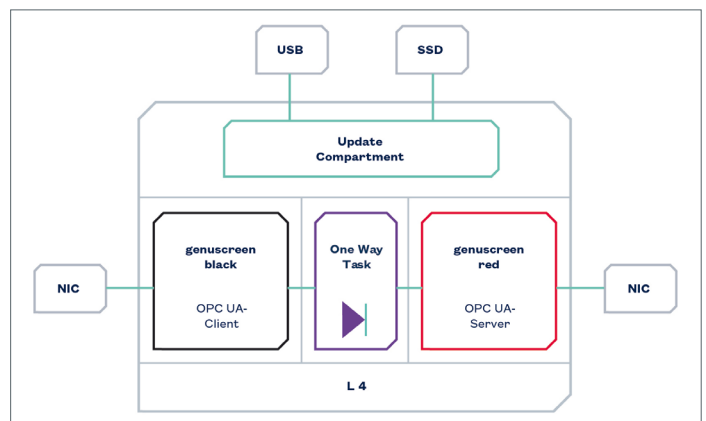 USB
SSD
Update
Compartment
genuscreen
black
One Way
Task
genuscreen
red
NIC
OPC UA-
Client
OPC UA-
Server
NIC
L 4